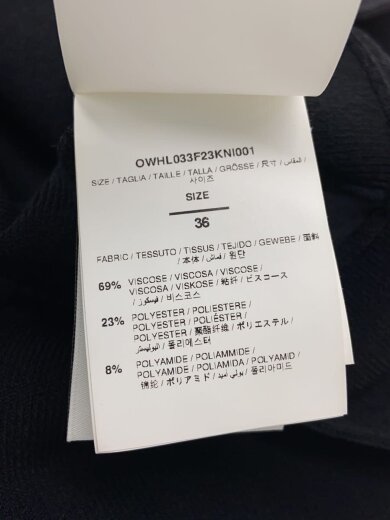 OWHL033F23KNI001
SIZE / TAGLIA / TAILLE / TALLA / GRÖSSE / 尺寸 / المقاس /
사이즈
SIZE
36
FABRIC / TESSUTO / TISSUS / TEJIDO / GEWEBE / 面料
/ 本体 / قماش / 원단
69% VISCOSE / VISCOSA / VISCOSE /
VISCOSA / VISKOSE / 粘纤 / ビスコース
/ فيسكوز / 비스코스
23% POLYESTER / POLIESTERE /
POLYESTER / POLIÉSTER /
POLYESTER / 聚酯纤维 / ポリエステル /
البوليستر / 폴리에스터
8% POLYAMIDE / POLIAMMIDE /
POLYAMIDE / POLIAMIDA / POLYAMID /
锦纶 / ポリアミド / بولي اميد / 폴리아미드